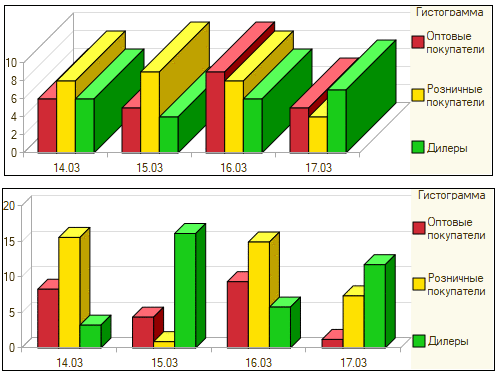 Гистограмма
Оптовые
покупатели
Розничные
покупатели
Дилеры
10
8
6
4
2
0
14.03 15.03 16.03 17.03
Гистограмма
Оптовые
покупатели
Розничные
покупатели
Дилеры
20
15
10
5
0
14.03 15.03 16.03 17.03